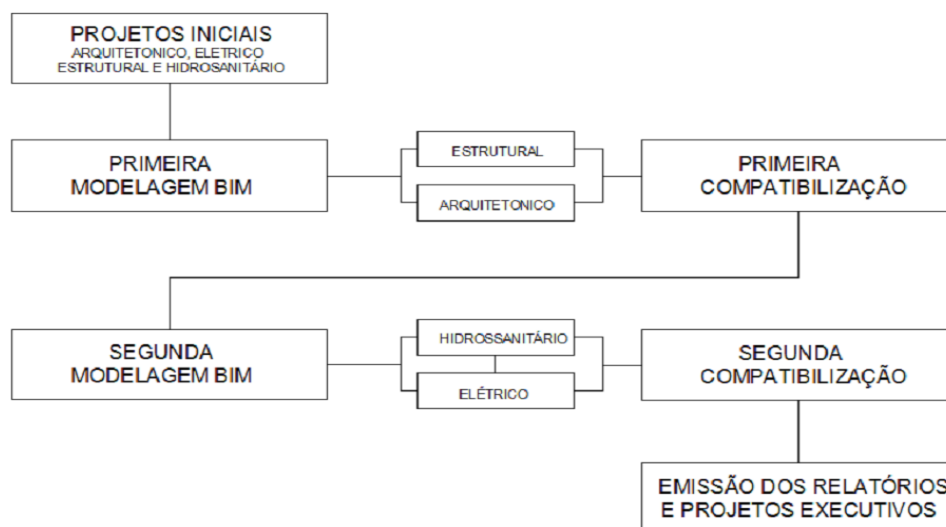 PROJETOS INICIAIS
ARQUITETONICO, ELETRICO
ESTRUTURAL E HIDROSANITÁRIO
PRIMEIRA
MODELAGEM BIM
ESTRUTURAL
ARQUITETONICO
PRIMEIRA
COMPATIBILIZAÇÃO
SEGUNDA
MODELAGEM BIM
HIDROSSANITÁRIO
ELÉTRICO
SEGUNDA
COMPATIBILIZAÇÃO
EMISSÃO DOS RELATÓRIOS
E PROJETOS EXECUTIVOS